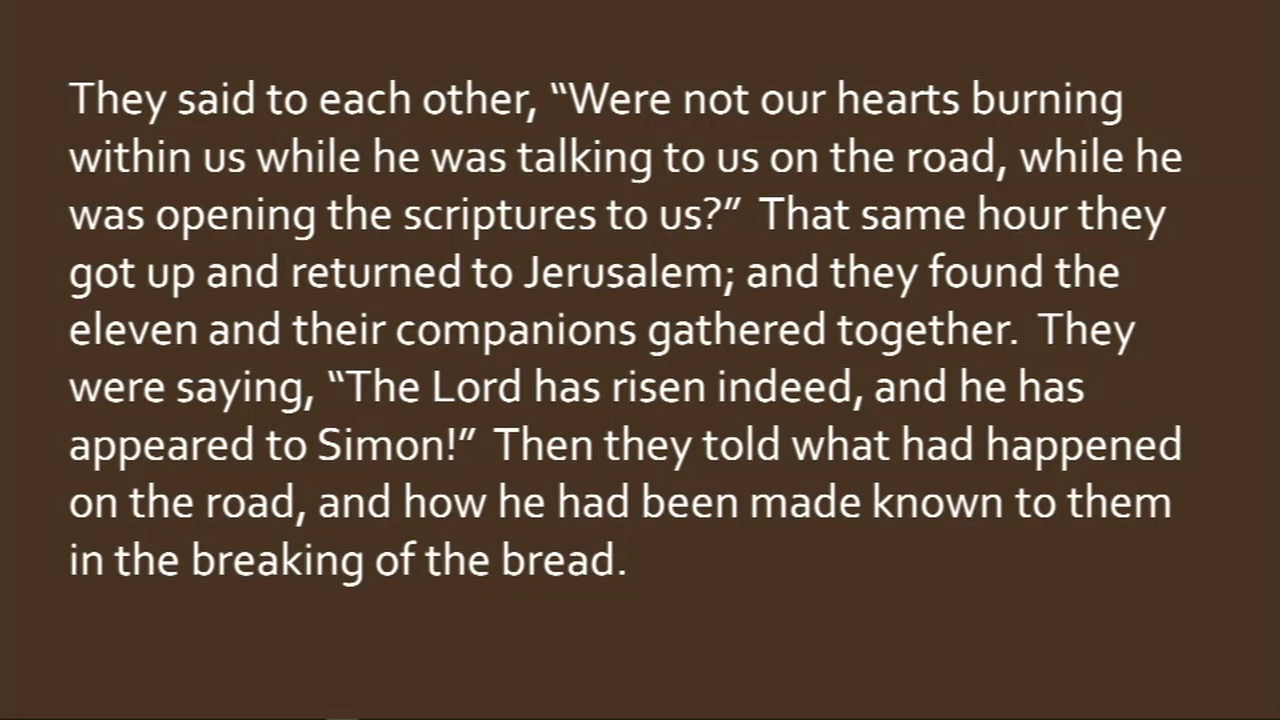 They said to each other, “Were not our hearts burning
within us while he was talking to us on the road, while he
was opening the scriptures to us?”  That same hour they
got up and returned to Jerusalem; and they found the
eleven and their companions gathered together.  They
were saying, “The Lord has risen indeed, and he has
appeared to Simon!”  Then they told what had happened
on the road, and how he had been made known to them
in the breaking of the bread.